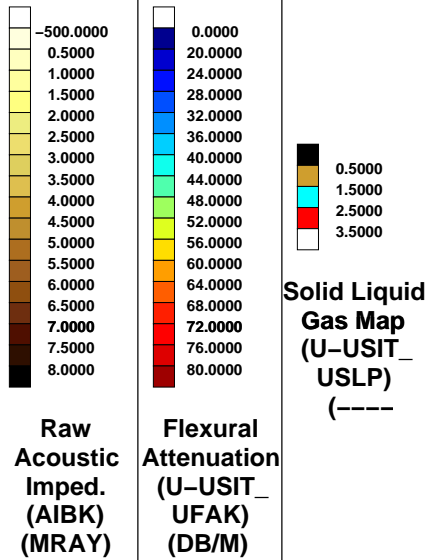 -500.0000
0.5000
1.0000
1.5000
2.0000
2.5000
3.0000
3.5000
4.0000
4.5000
5.0000
5.5000
6.0000
6.5000
7.0000
7.5000
8.0000
Raw
Acoustic
Imped.
(AIBK)
(MRAY)
0.0000
20.0000
24.0000
28.0000
32.0000
36.0000
40.0000
44.0000
48.0000
52.0000
56.0000
60.0000
64.0000
68.0000
72.0000
76.0000
80.0000
Flexural
Attenuation
(U-USIT_
UFAK)
(DB/M)
0.5000
1.5000
2.5000
3.5000
Solid Liquid
Gas Map
(U-USIT_
USLP)
(----